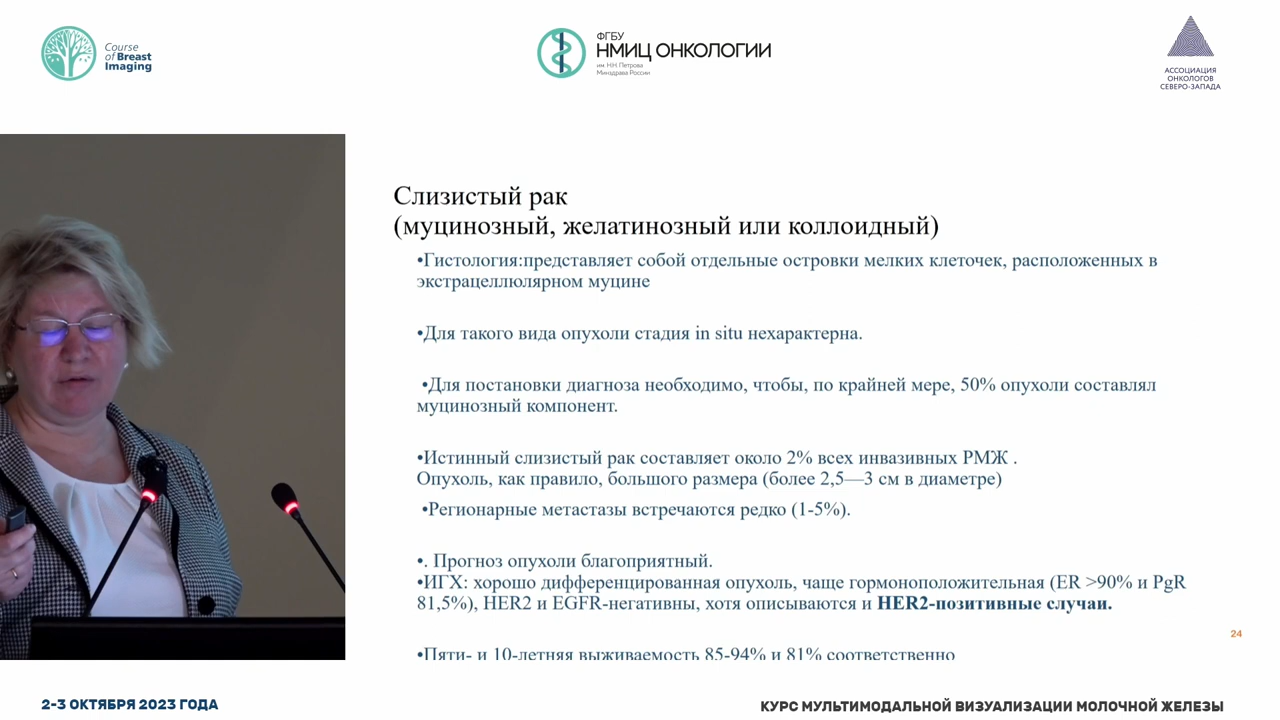 Course
of Breast
Imaging
ФГБУ
НМИЦ ОНКОЛОГИИ
им. Н.Н. Петрова
Минздрава России
АССОЦИАЦИЯ
ОНКОЛОГОВ
СЕВЕРО-ЗАПАДА
Слизистый рак
(муцинозный, желатинозный или коллоидный)
•Гистология:представляет собой отдельные островки мелких клеточек, расположенных в
экстрацеллюлярном муцине
•Для такого вида опухоли стадия in situ нехарактерна.
•Для постановки диагноза необходимо, чтобы, по крайней мере, 50% опухоли составлял
муцинозный компонент.
•Истинный слизистый рак составляет около 2% всех инвазивных РМЖ .
Опухоль, как правило, большого размера (более 2,5—3 см в диаметре)
•Регионарные метастазы встречаются редко (1-5%).
•. Прогноз опухоли благоприятный.
•ИГХ: хорошо дифференцированная опухоль, чаще гормоноположительная (ER >90% и PgR
81,5%), HER2 и EGFR-негативны, хотя описываются и HER2-позитивные случаи.
24
•Пяти- и 10-летняя выживаемость 85-94% и 81% соответственно
2-3 ОКТЯБРЯ 2023 ГОДА
КУРС МУЛЬТИМОДАЛЬНОЙ ВИЗУАЛИЗАЦИИ МОЛОЧНОЙ ЖЕЛЕЗЫ